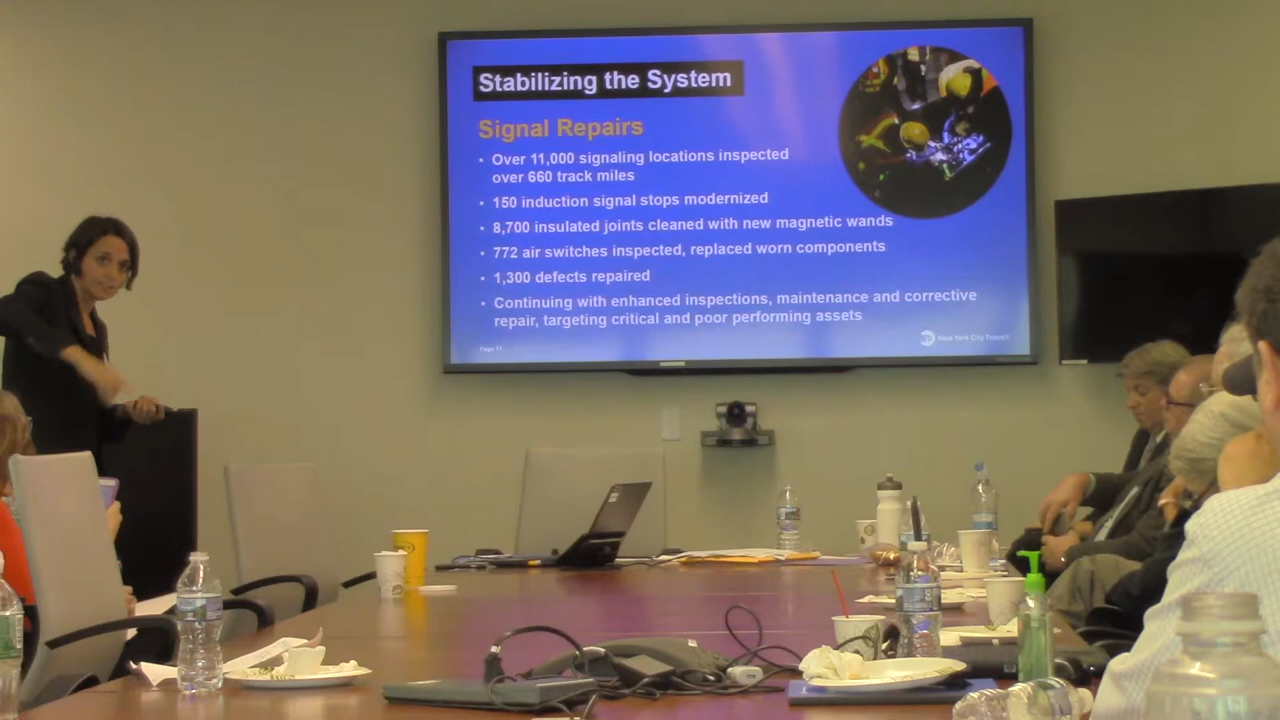 Stabilizing the System
Signal Repairs
• Over 11,000 signaling locations inspected
over 660 track miles
• 150 induction signal stops modernized
• 8,700 insulated joints cleaned with new magnetic wands
• 772 air switches inspected, replaced worn components
• 1,300 defects repaired
• Continuing with enhanced inspections, maintenance and corrective
repair, targeting critical and poor performing assets
Page 11
New York City Transit